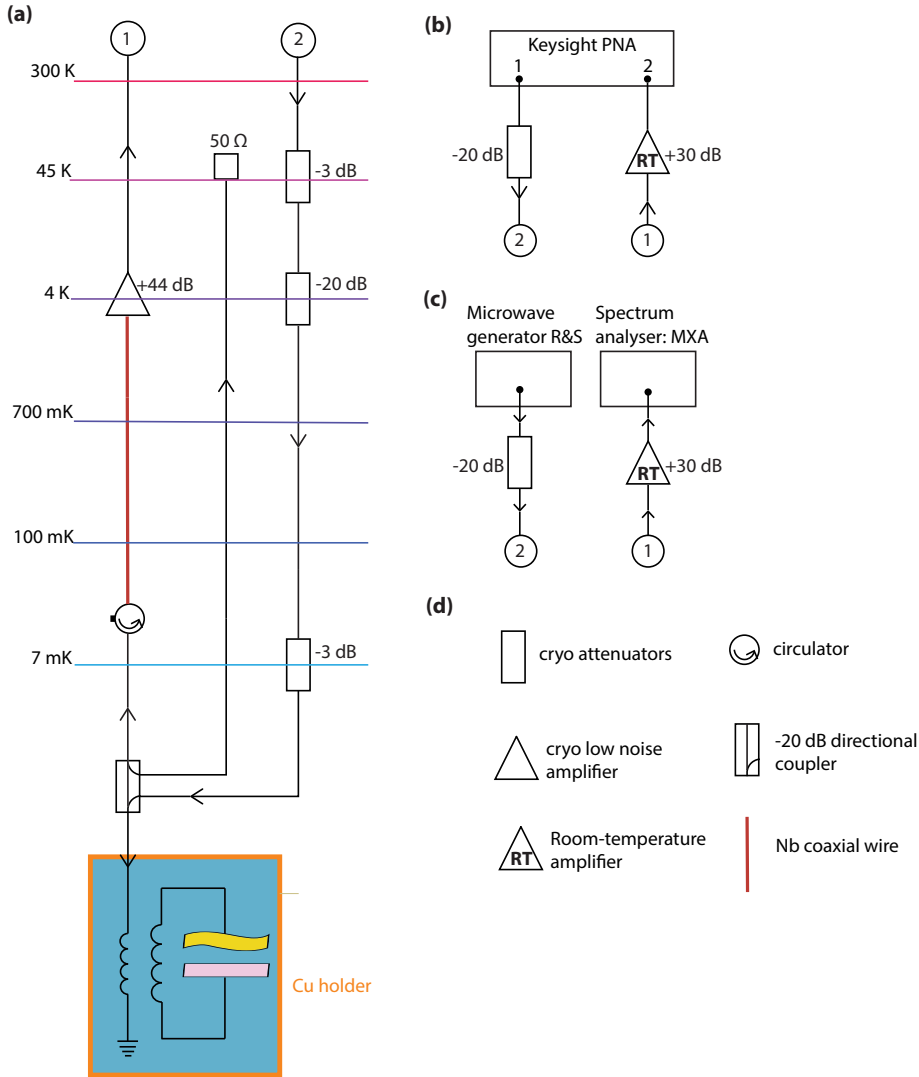 (a)
1
2
300 K
50 Ω
45 K
-3 dB
+44 dB
4 K
-20 dB
700 mK
100 mK
7 mK
-3 dB
Cu holder
(b)
Keysight PNA
1
2
-20 dB
RT
+30 dB
2
1
(c)
Microwave
generator R&S
Spectrum
analyser: MXA
-20 dB
RT
+30 dB
2
1
(d)
cryo attenuators
circulator
cryo low noise
amplifier
-20 dB directional
coupler
RT
Room-temperature
amplifier
Nb coaxial wire